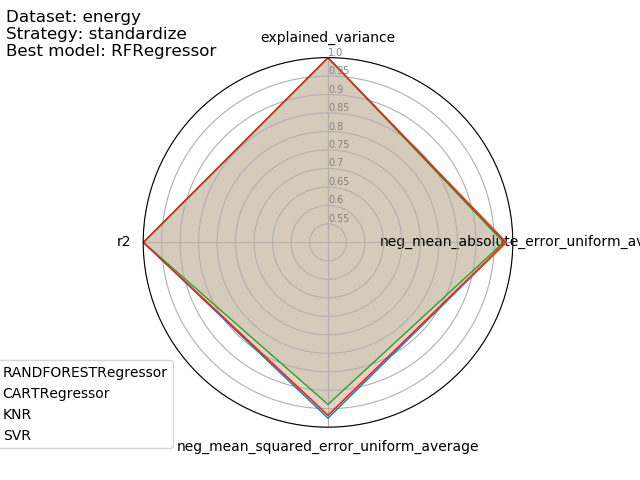 Dataset: energy
Strategy: standardize
Best model: RFRegressor
explained_variance
1.0
0.95
0.9
0.85
0.8
0.75
0.7
0.65
0.6
0.55
r2
neg_mean_absolute_error_uniform_av
RANDFORESTRegressor
CARTRegressor
KNR
SVR
neg_mean_squared_error_uniform_average